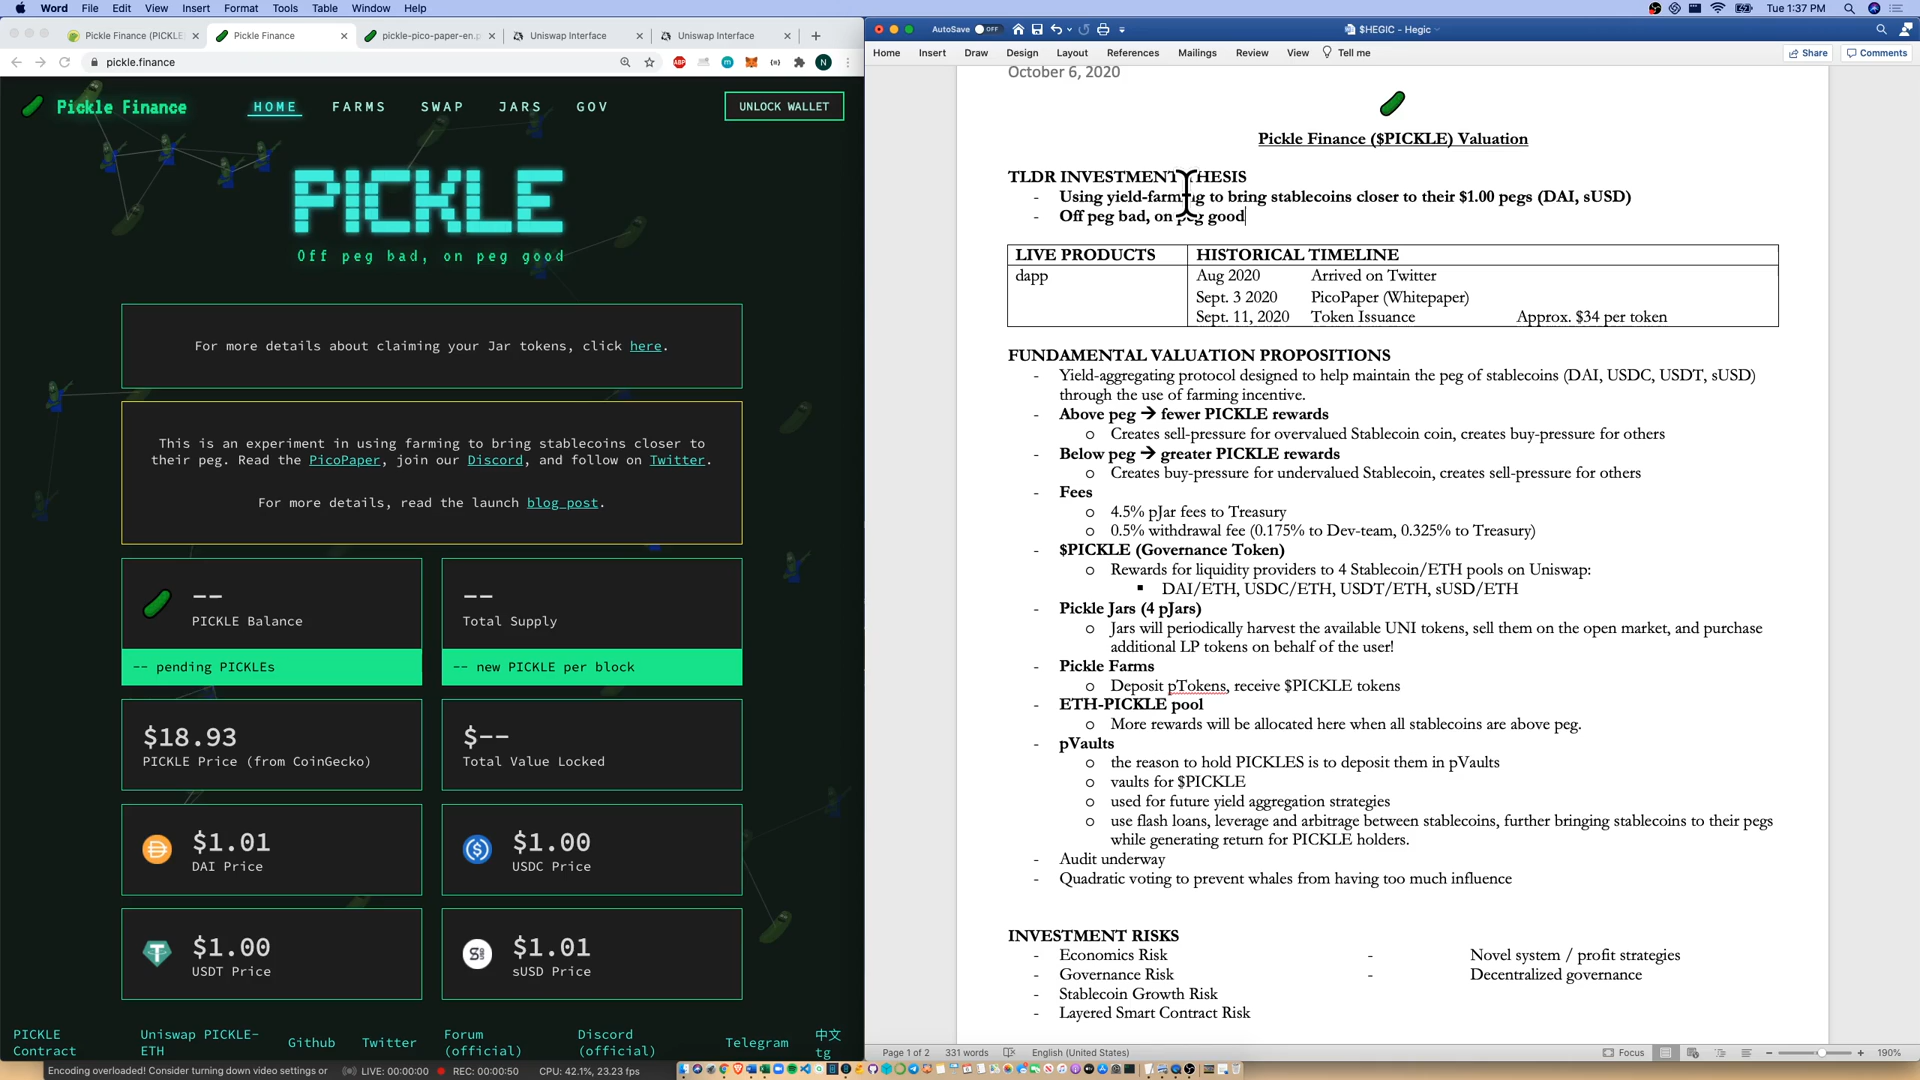 Word File Edit View Insert Format Tools Table Window Help
Tue 1:37 PM
Pickle Finance (PICKLE)
Pickle Finance
pickle-pico-paper-en.p
Uniswap Interface
Uniswap Interface
pickle.finance
ABP
N
Pickle Finance
HOME FARMS SWAP JARS GOV
UNLOCK WALLET
PICKLE
Off peg bad, on peg good
For more details about claiming your Jar tokens, click here.
This is an experiment in using farming to bring stablecoins closer to
their peg. Read the PicoPaper, join our Discord, and follow on Twitter.
For more details, read the launch blog post.
--
PICKLE Balance
-- pending PICKLEs
--
Total Supply
-- new PICKLE per block
$18.93
PICKLE Price (from CoinGecko)
$--
Total Value Locked
$1.01
DAI Price
$1.00
USDC Price
$1.00
USDT Price
$1.01
sUSD Price
PICKLE Contract
Uniswap PICKLE-ETH
Github
Twitter
Forum (official)
Discord (official)
Telegram
中文 tg
Encoding overloaded! Consider turning down video settings or
LIVE: 00:00:00
REC: 00:00:50
CPU: 42.1%, 23.23 fps
AutoSave OFF
$HEGIC - Hegic
Home Insert Draw Design Layout References Mailings Review View Tell me
Share
Comments
October 6, 2020
Pickle Finance ($PICKLE) Valuation
TLDR INVESTMENT THESIS
- Using yield-farming to bring stablecoins closer to their $1.00 pegs (DAI, sUSD)
- Off peg bad, on peg good
LIVE PRODUCTS HISTORICAL TIMELINE
dapp Aug 2020 Arrived on Twitter
Sept. 3 2020 PicoPaper (Whitepaper)
Sept. 11, 2020 Token Issuance Approx. $34 per token
FUNDAMENTAL VALUATION PROPOSITIONS
- Yield-aggregating protocol designed to help maintain the peg of stablecoins (DAI, USDC, USDT, sUSD)
through the use of farming incentive.
- Above peg → fewer PICKLE rewards
o Creates sell-pressure for overvalued Stablecoin coin, creates buy-pressure for others
- Below peg → greater PICKLE rewards
o Creates buy-pressure for undervalued Stablecoin, creates sell-pressure for others
- Fees
o 4.5% pJar fees to Treasury
o 0.5% withdrawal fee (0.175% to Dev-team, 0.325% to Treasury)
- $PICKLE (Governance Token)
o Rewards for liquidity providers to 4 Stablecoin/ETH pools on Uniswap:
▪ DAI/ETH, USDC/ETH, USDT/ETH, sUSD/ETH
- Pickle Jars (4 pJars)
o Jars will periodically harvest the available UNI tokens, sell them on the open market, and purchase
additional LP tokens on behalf of the user!
- Pickle Farms
o Deposit pTokens, receive $PICKLE tokens
- ETH-PICKLE pool
o More rewards will be allocated here when all stablecoins are above peg.
- pVaults
o the reason to hold PICKLES is to deposit them in pVaults
o vaults for $PICKLE
o used for future yield aggregation strategies
o use flash loans, leverage and arbitrage between stablecoins, further bringing stablecoins to their pegs
while generating return for PICKLE holders.
- Audit underway
- Quadratic voting to prevent whales from having too much influence
INVESTMENT RISKS
- Economics Risk - Novel system / profit strategies
- Governance Risk - Decentralized governance
- Stablecoin Growth Risk
- Layered Smart Contract Risk
Page 1 of 2 331 words English (United States) Focus 190%